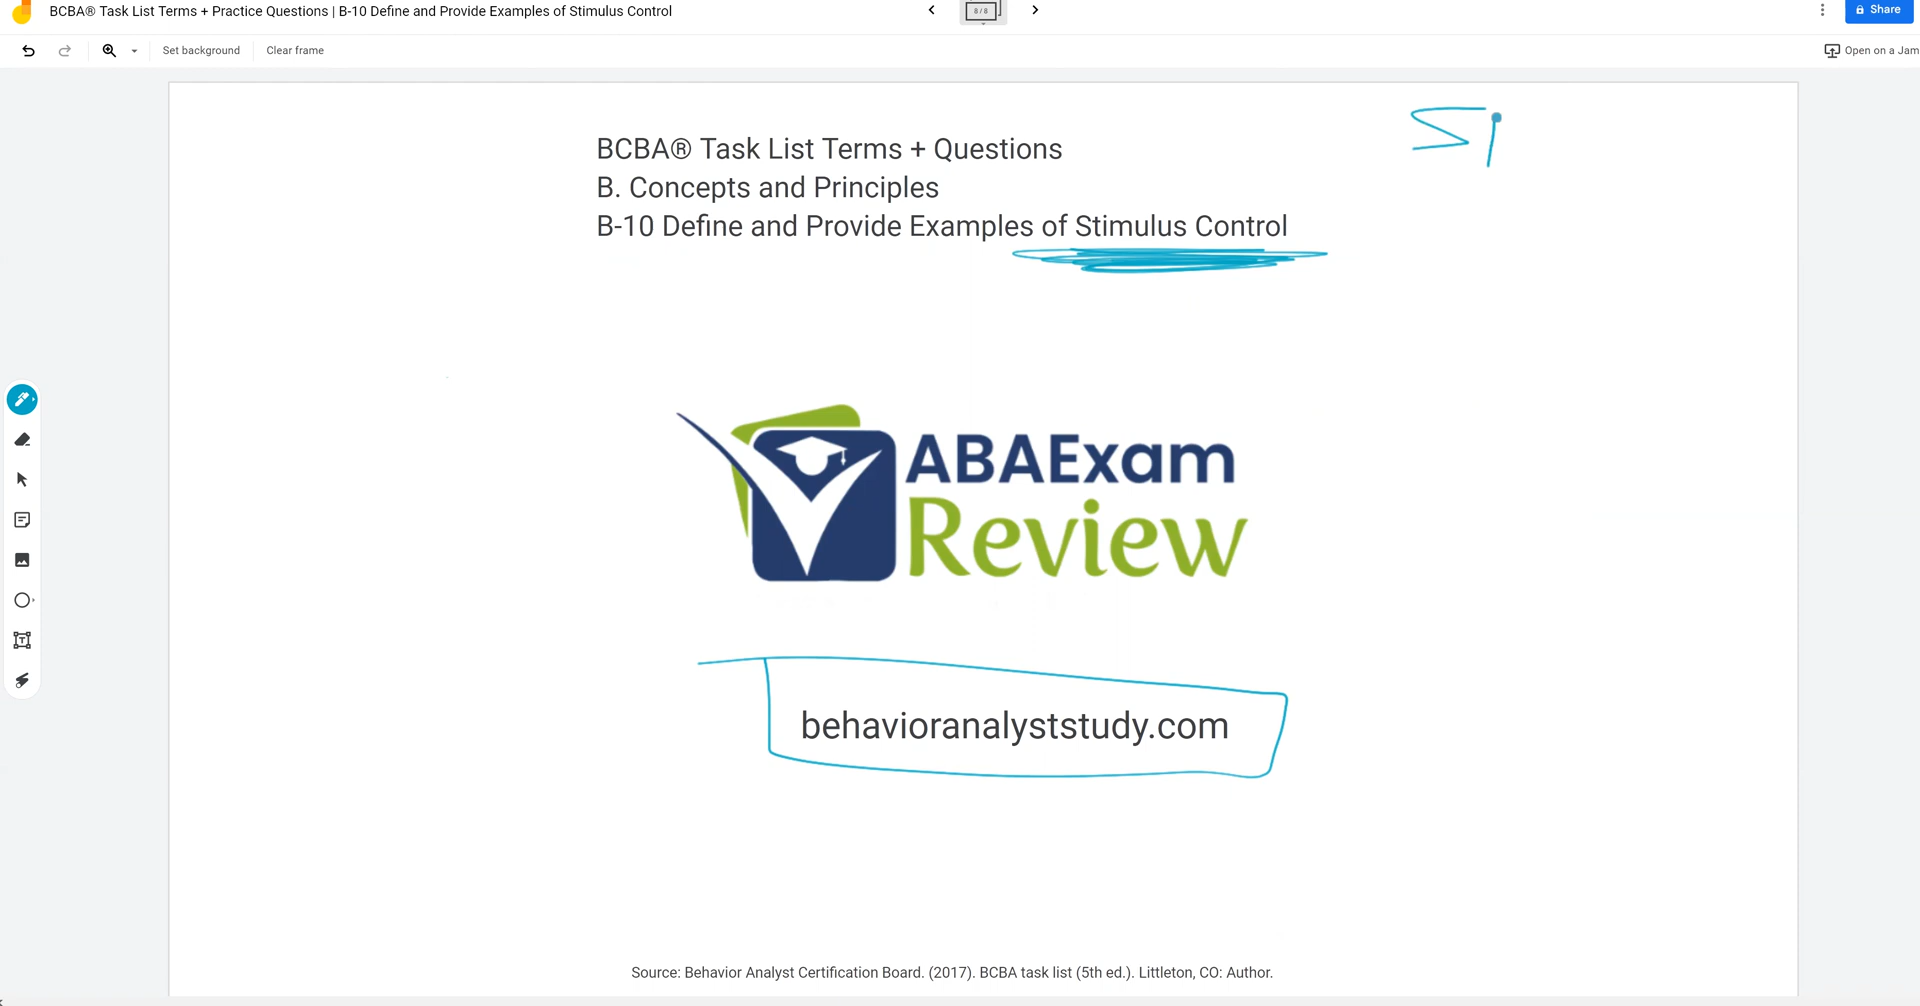 BCBA® Task List Terms + Practice Questions | B-10 Define and Provide Examples of Stimulus Control
8 / 8
Share
Set background
Clear frame
Open on a Jam
BCBA® Task List Terms + Questions
B. Concepts and Principles
B-10 Define and Provide Examples of Stimulus Control
ABAExam
Review
behavioranalyststudy.com
Source: Behavior Analyst Certification Board. (2017). BCBA task list (5th ed.). Littleton, CO: Author.